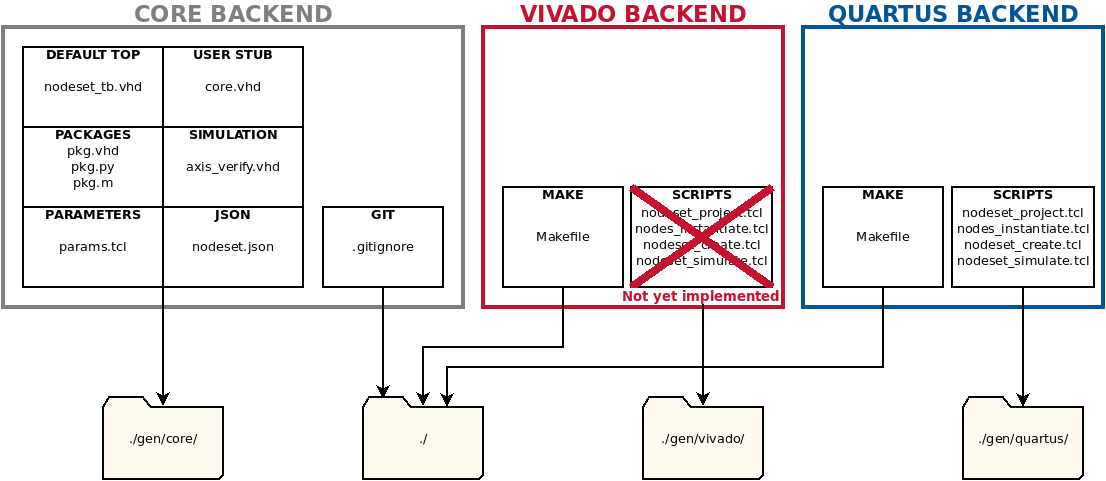 CORE BACKEND
VIVADO BACKEND
QUARTUS BACKEND
DEFAULT TOP
nodeset_tb.vhd
USER STUB
core.vhd
PACKAGES
pkg.vhd
pkg.py
pkg.m
SIMULATION
axis_verify.vhd
PARAMETERS
params.tcl
JSON
nodeset.json
GIT
.gitignore
MAKE
Makefile
SCRIPTS
nodeset_project.tcl
nodes_instantiate.tcl
nodeset_create.tcl
nodeset_simulate.tcl
Not yet implemented
MAKE
Makefile
SCRIPTS
nodeset_project.tcl
nodes_instantiate.tcl
nodeset_create.tcl
nodeset_simulate.tcl
./gen/core/
./
./gen/vivado/
./gen/quartus/